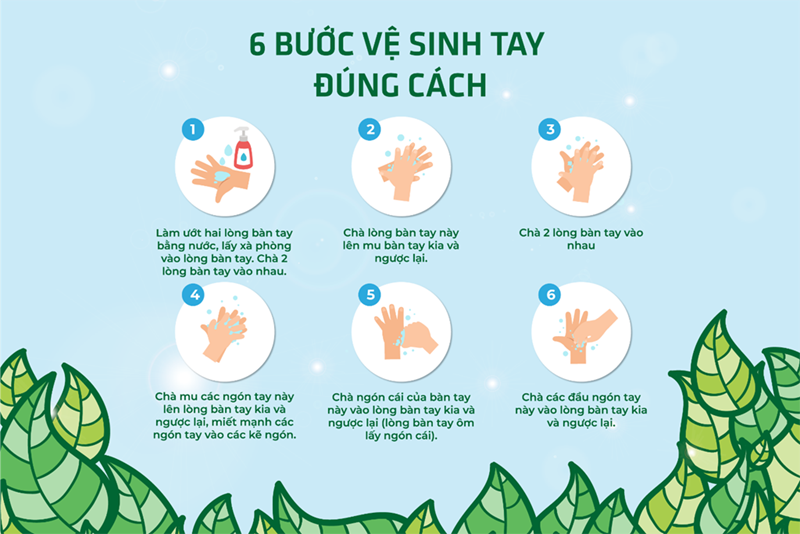 6 BƯỚC VỆ SINH TAY
ĐÚNG CÁCH
1
Làm ướt hai lòng bàn tay
bằng nước, lấy xà phòng
vào lòng bàn tay. Chà 2
lòng bàn tay vào nhau.
2
Chà lòng bàn tay này
lên mu bàn tay kia và
ngược lại.
3
Chà 2 lòng bàn tay vào
nhau
4
Chà mu các ngón tay này
lên lòng bàn tay kia và
ngược lại, miết mạnh các
ngón tay vào các kẽ ngón.
5
Chà ngón cái của bàn tay
này vào lòng bàn tay kia và
ngược lại (lòng bàn tay ôm
lấy ngón cái).
6
Chà các đầu ngón tay
này vào lòng bàn tay kia
và ngược lại.